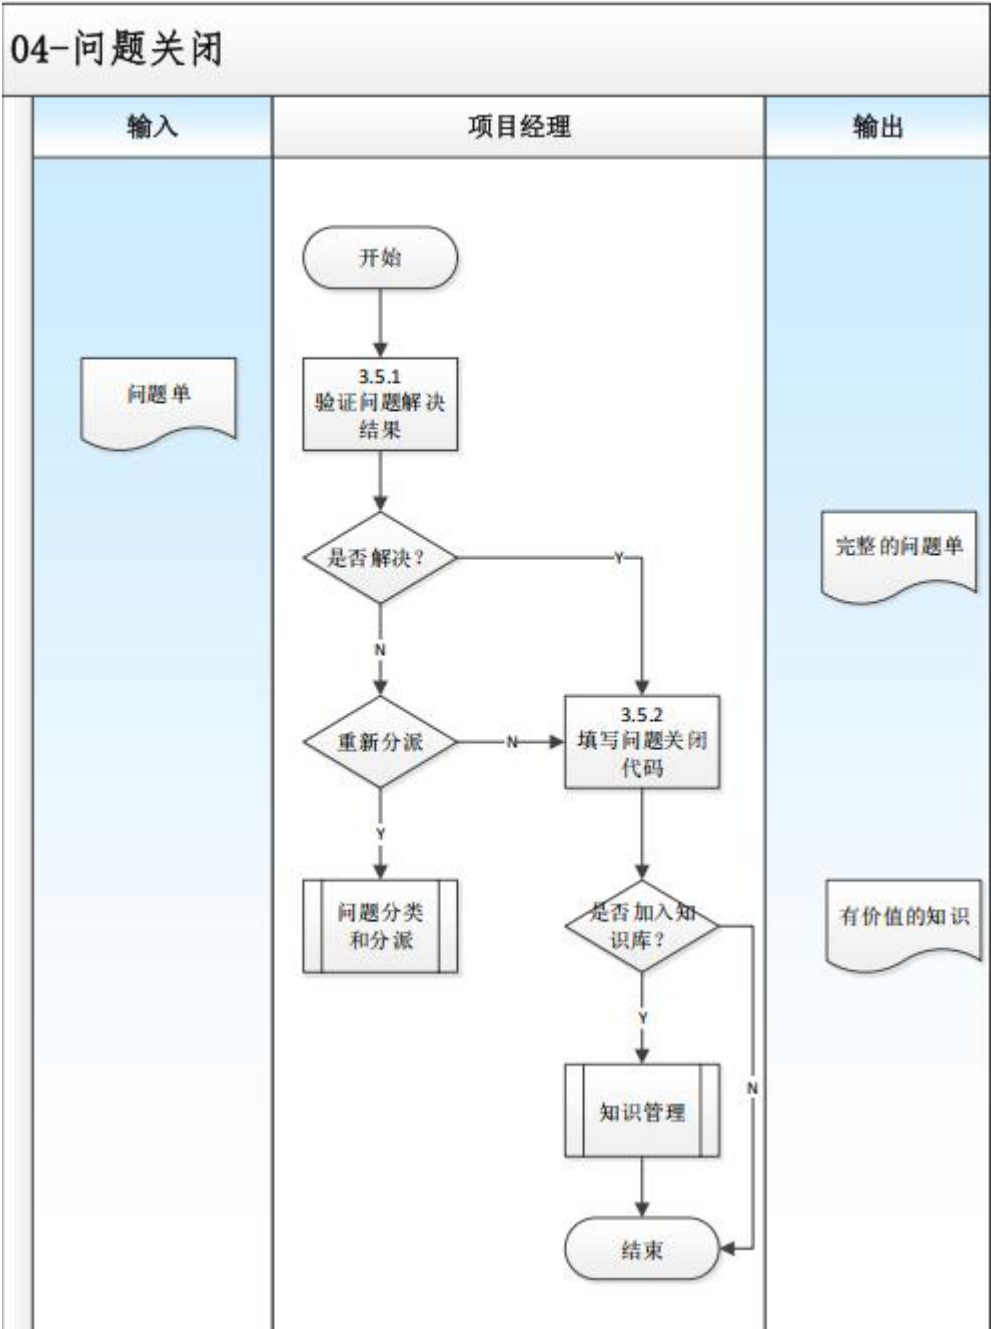 04-问题关闭
输入
项目经理
输出
开始
问题单
3.5.1
验证问题解决
结果
是否解决？
Y
完整的问题单
N
重新分派
N
3.5.2
填写问题关闭
代码
Y
问题分类
和分派
是否加入知
识库？
有价值的知识
Y
N
知识管理
结束